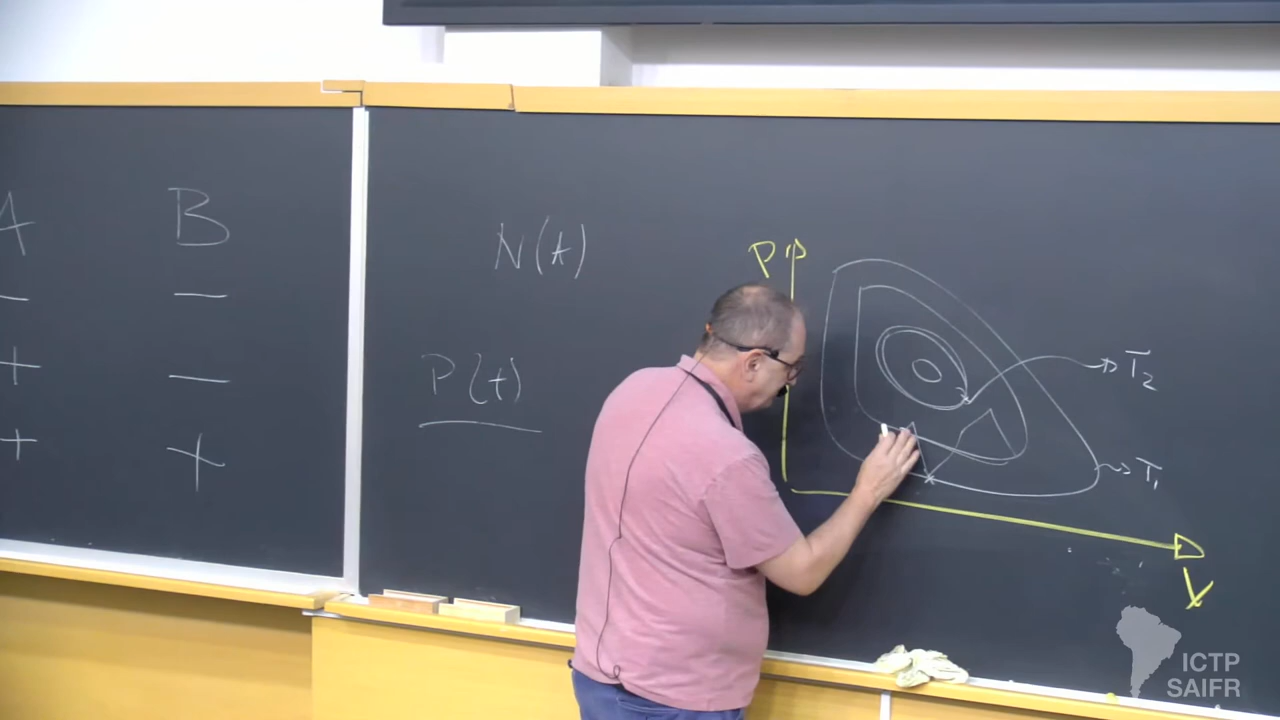 A B
− −
+ −
+ +
N(t)
P(t)
P
V
T₂
T₁
ICTP
SAIFR